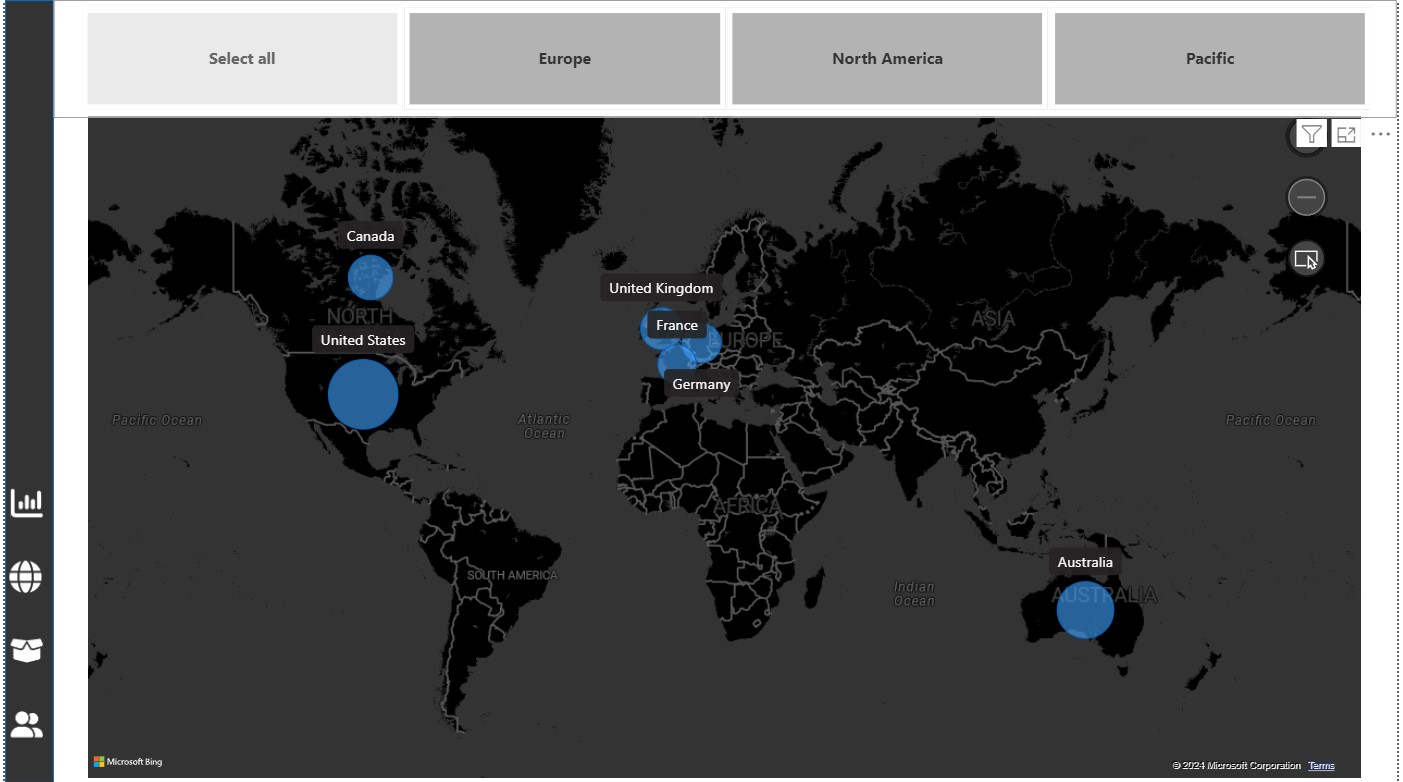 Select all
Europe
North America
Pacific
Canada
United Kingdom
NORTH
France
ASIA
United States
EUROPE
Germany
Pacific Ocean
Atlantic
Ocean
Pacific Ocean
AFRICA
Australia
SOUTH AMERICA
Indian
Ocean
AUSTRALIA
Microsoft Bing
© 2024 Microsoft Corporation Terms